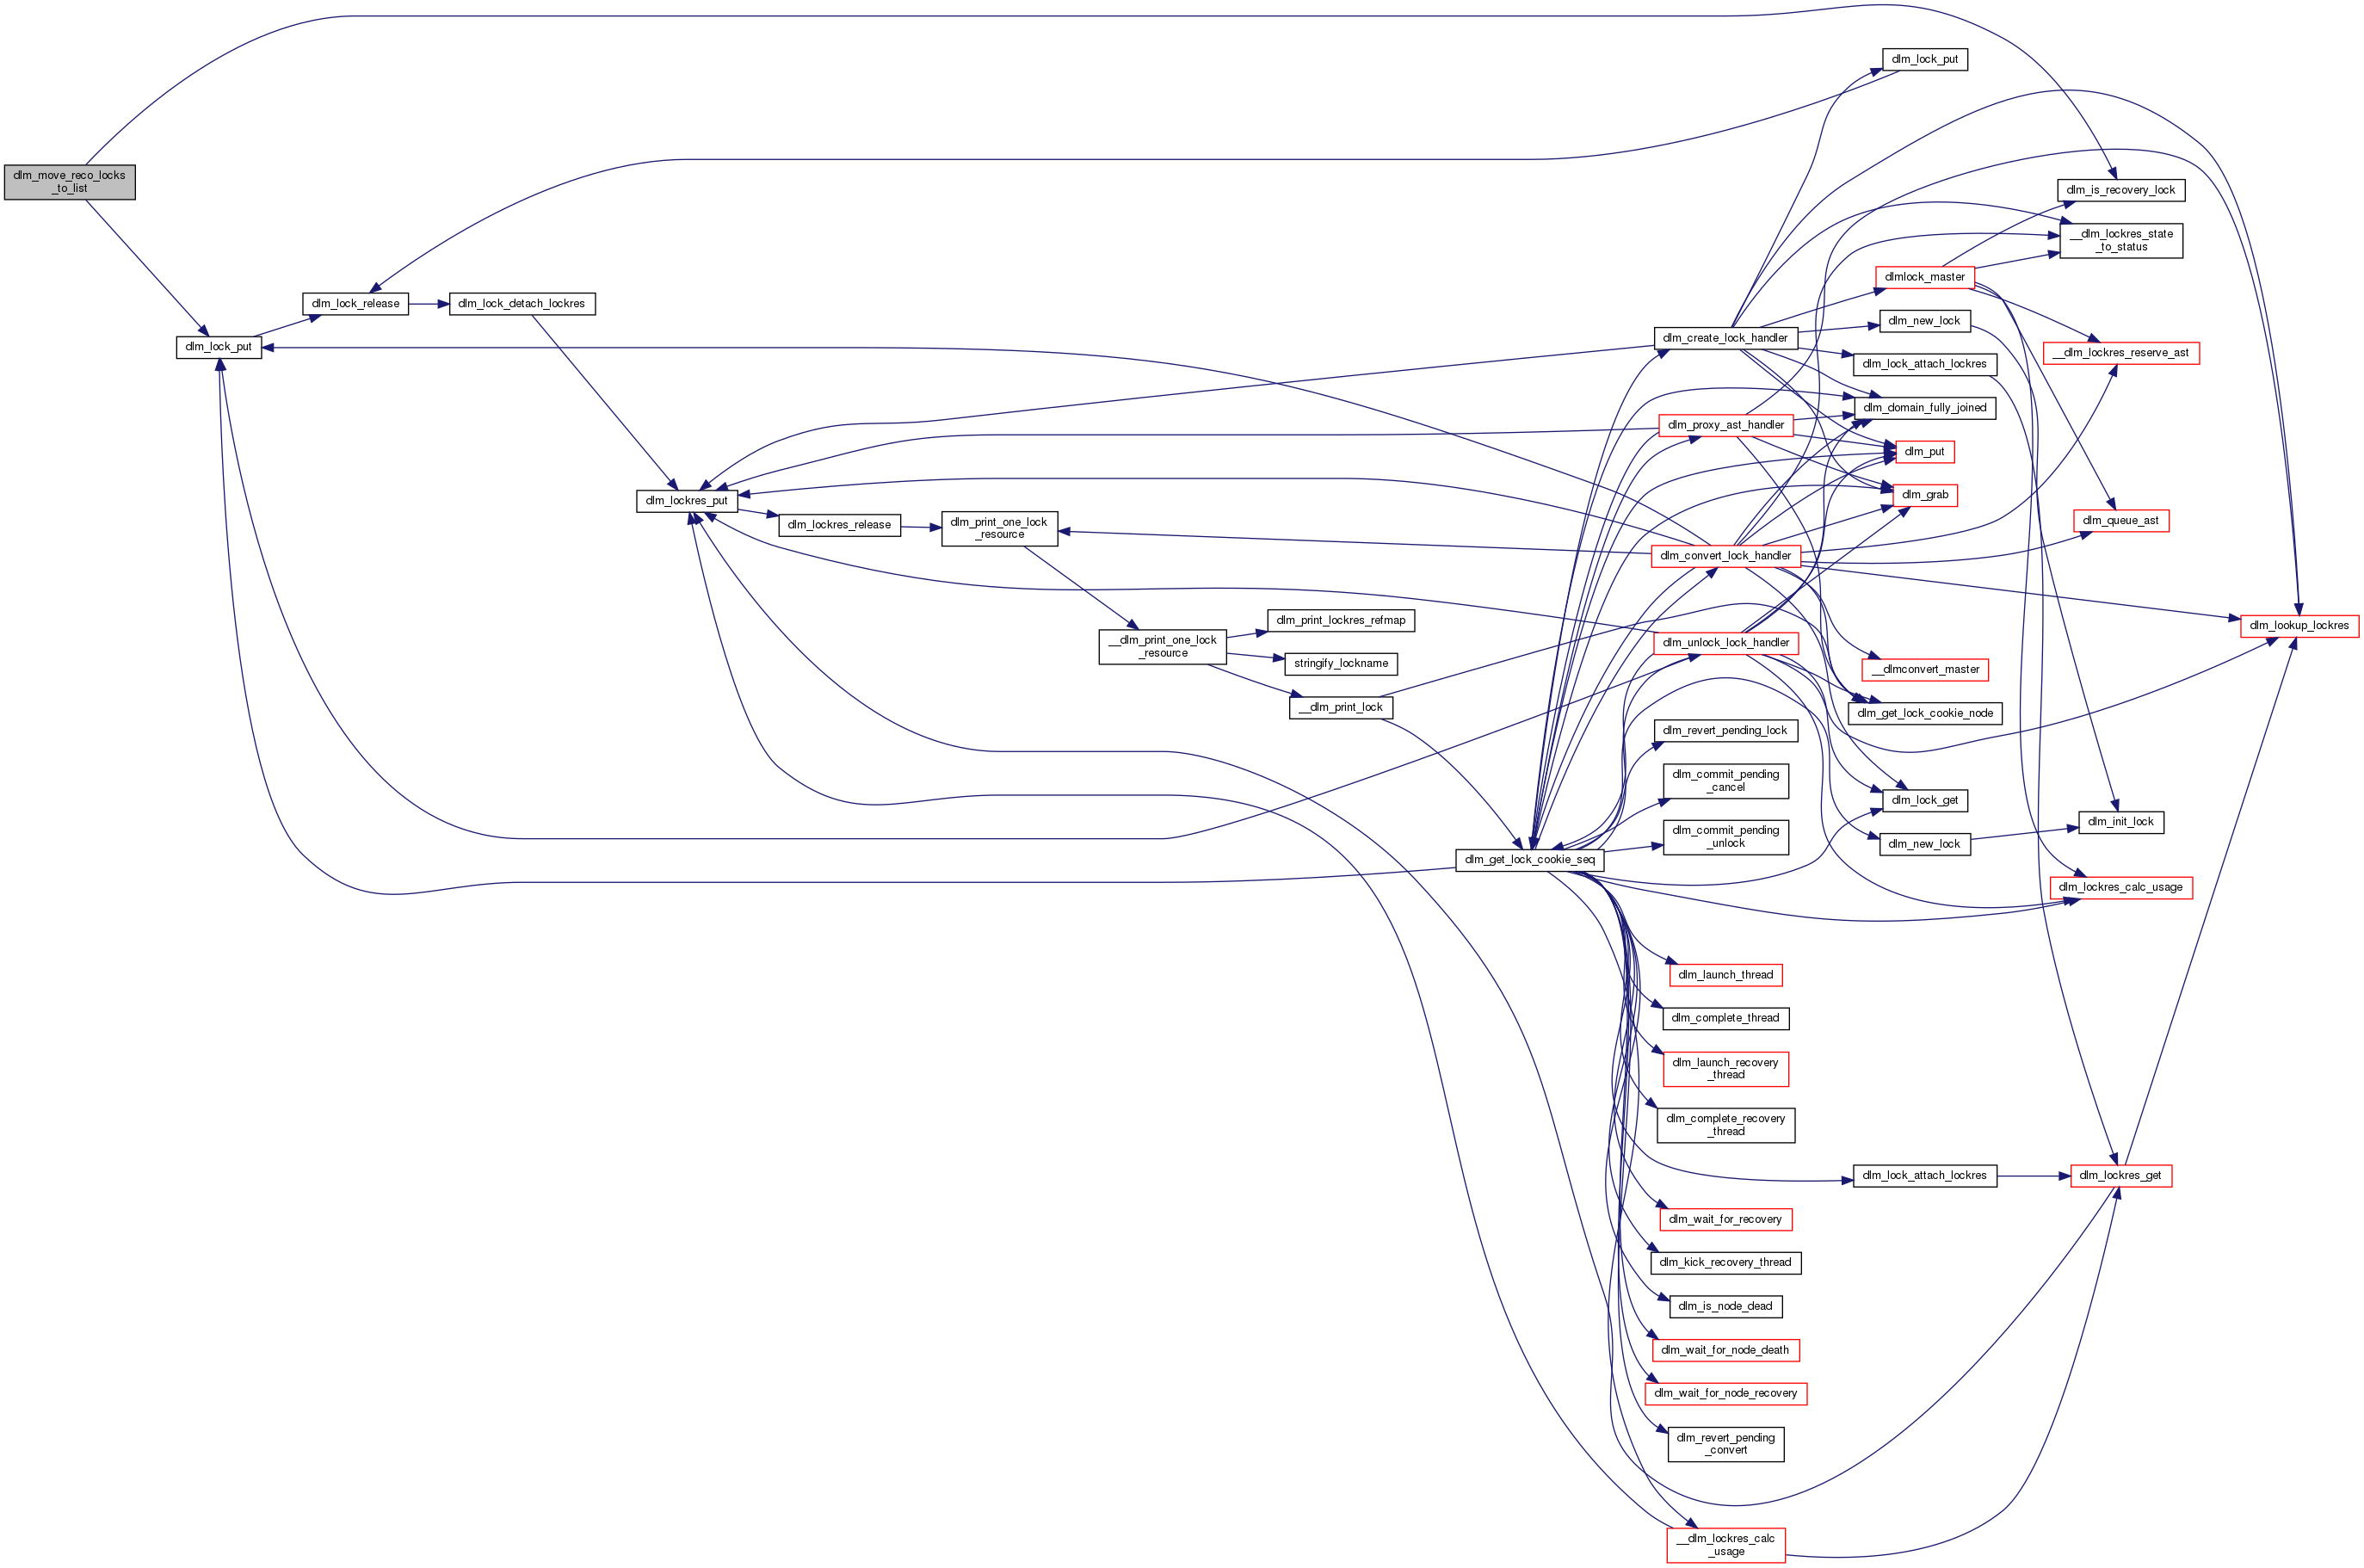 dlm_move_reco_locks
_to_list
dlm_lock_put
dlm_lock_release
dlm_lock_detach_lockres
dlm_lockres_put
dlm_lockres_release
dlm_print_one_lock
_resource
__dlm_print_one_lock
_resource
dlm_print_lockres_refmap
stringify_lockname
__dlm_print_lock
dlm_get_lock_cookie_seq
dlm_create_lock_handler
dlm_proxy_ast_handler
dlm_convert_lock_handler
dlm_unlock_lock_handler
dlm_revert_pending_lock
dlm_commit_pending
_cancel
dlm_commit_pending
_unlock
dlm_launch_thread
dlm_complete_thread
dlm_launch_recovery
_thread
dlm_complete_recovery
_thread
dlm_wait_for_recovery
dlm_kick_recovery_thread
dlm_is_node_dead
dlm_wait_for_node_death
dlm_wait_for_node_recovery
dlm_revert_pending
_convert
__dlm_lockres_calc
_usage
dlm_lock_put
dlmlock_master
dlm_new_lock
dlm_lock_attach_lockres
dlm_domain_fully_joined
dlm_put
dlm_grab
__dlmconvert_master
dlm_get_lock_cookie_node
dlm_lock_get
dlm_new_lock
dlm_lock_attach_lockres
dlm_is_recovery_lock
__dlm_lockres_state
_to_status
__dlm_lockres_reserve_ast
dlm_queue_ast
dlm_init_lock
dlm_lockres_calc_usage
dlm_lockres_get
dlm_lookup_lockres